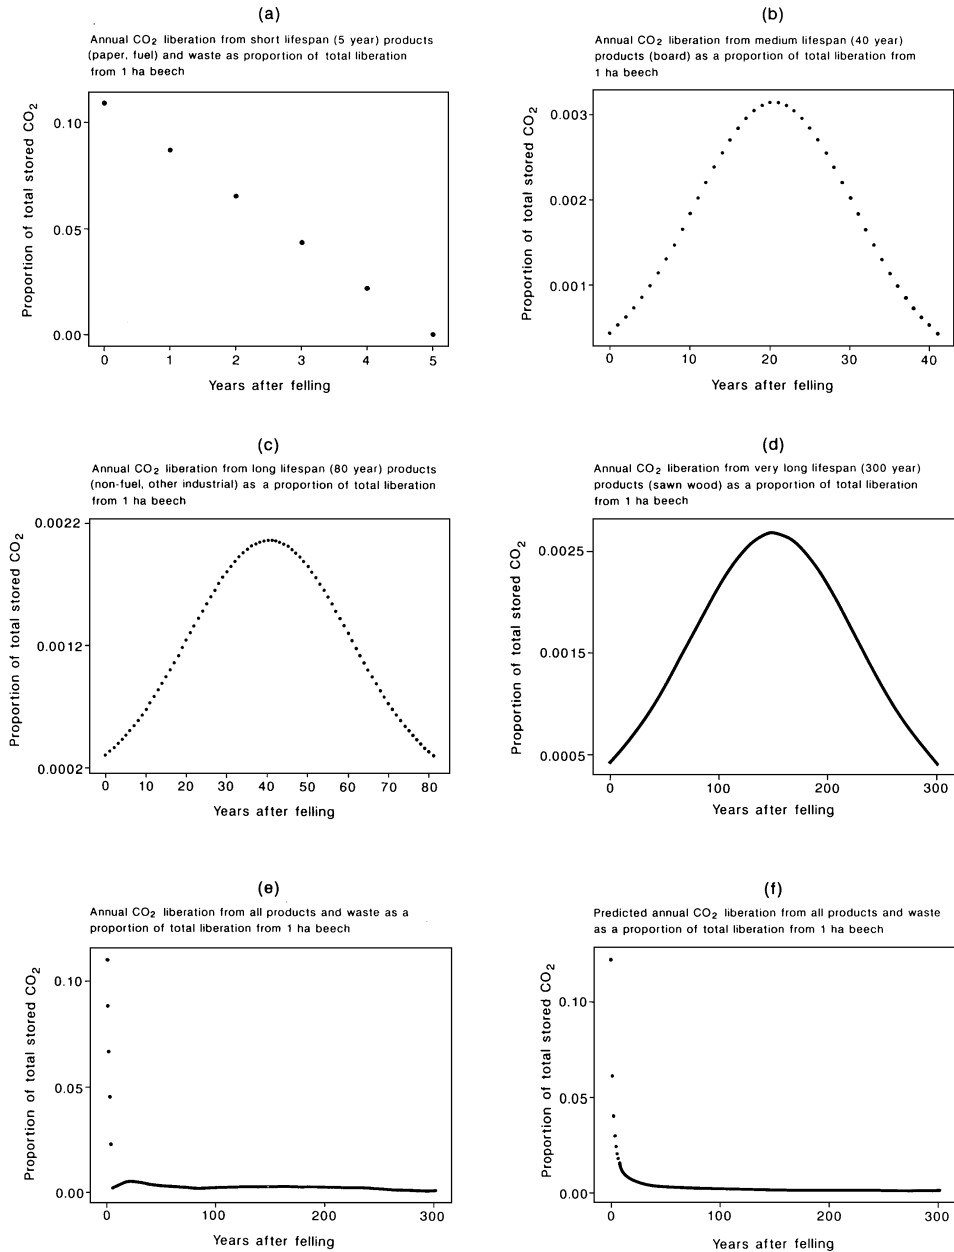 (a)
Annual CO2 liberation from short lifespan (5 year) products
(paper, fuel) and waste as proportion of total liberation
from 1 ha beech
Proportion of total stored CO2
0.10
0.05
0.00
0 1 2 3 4 5
Years after felling
(b)
Annual CO2 liberation from medium lifespan (40 year)
products (board) as a proportion of total liberation from
1 ha beech
Proportion of total stored CO2
0.003
0.002
0.001
0 10 20 30 40
Years after felling
(c)
Annual CO2 liberation from long lifespan (80 year) products
(non-fuel, other industrial) as a proportion of total liberation
from 1 ha beech
Proportion of total stored CO2
0.0022
0.0012
0.0002
0 10 20 30 40 50 60 70 80
Years after felling
(d)
Annual CO2 liberation from very long lifespan (300 year)
products (sawn wood) as a proportion of total liberation
from 1 ha beech
Proportion of total stored CO2
0.0025
0.0015
0.0005
0 100 200 300
Years after felling
(e)
Annual CO2 liberation from all products and waste as a
proportion of total liberation from 1 ha beech
Proportion of total stored CO2
0.10
0.05
0.00
0 100 200 300
Years after felling
(f)
Predicted annual CO2 liberation from all products and waste
as a proportion of total liberation from 1 ha beech
Proportion of total stored CO2
0.10
0.05
0.00
0 100 200 300
Years after felling